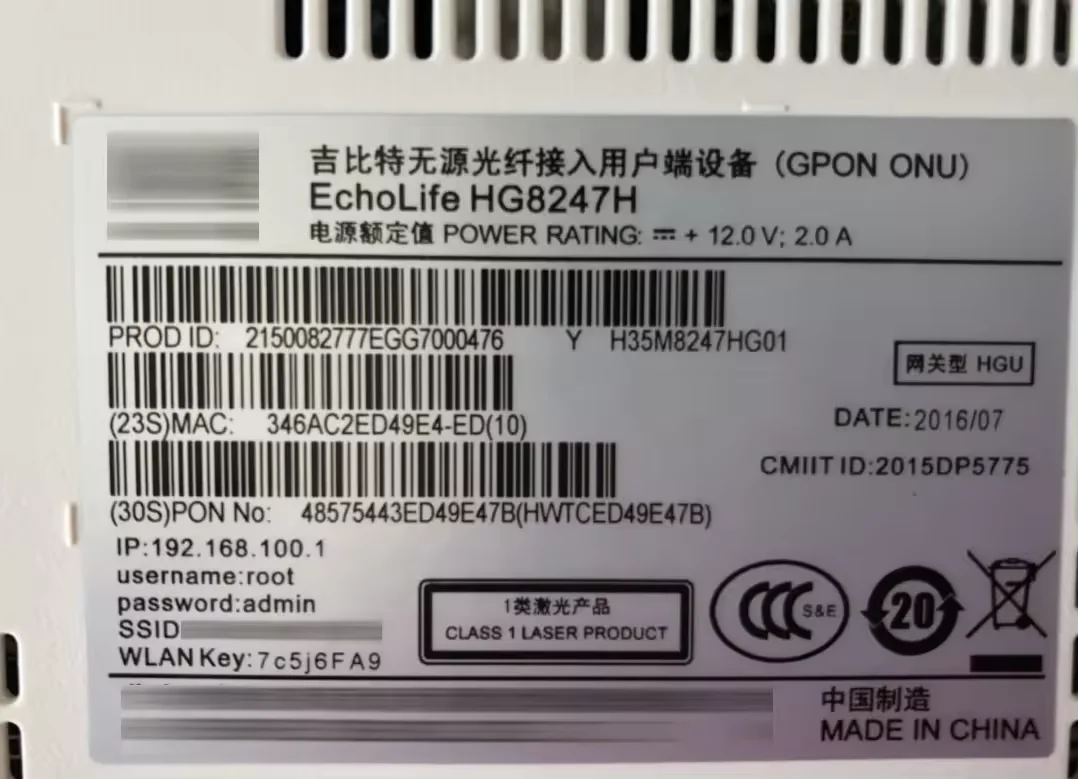 吉比特无源光纤接入用户端设备（GPON ONU）
EchoLife HG8247H
电源额定值 POWER RATING: ⎓ + 12.0 V; 2.0 A
PROD ID: 2150082777EGG7000476 Y H35M8247HG01
网关型 HGU
(23S)MAC: 346AC2ED49E4-ED(10)
DATE:2016/07
CMIIT ID:2015DP5775
(30S)PON No: 48575443ED49E47B(HWTCED49E47B)
IP:192.168.100.1
username:root
password:admin
SSID
WLAN Key:7c5j6FA9
1类激光产品
CLASS 1 LASER PRODUCT
CCC S&E
20
中国制造
MADE IN CHINA